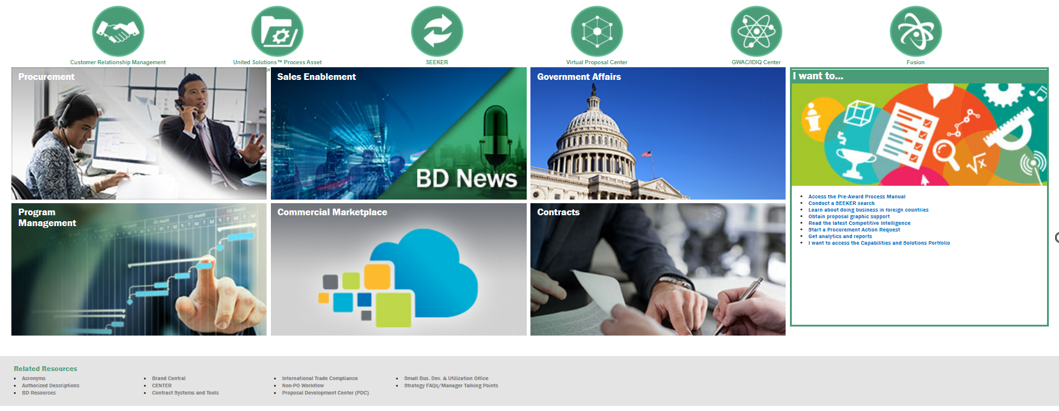 Customer Relationship Management
United Solutions™ Process Asset
SEEKER
Virtual Proposal Center
GWAC/IDIQ Center
Fusion
Procurement
Sales Enablement
BD News
Government Affairs
I want to...
Access the Pre-Award Process Manual
Conduct a SEEKER search
Learn about doing business in foreign countries
Obtain proposal graphic support
Read the latest Competitive Intelligence
Start a Procurement Action Request
Get analytics and reports
I want to access the Capabilities and Solutions Portfolio
Program
Management
Commercial Marketplace
Contracts
Related Resources
Acronyms
Authorized Descriptions
BD Resources
Brand Central
CENTER
Contract Systems and Tools
International Trade Compliance
Non-PO Workflow
Proposal Development Center (PDC)
Small Bus. Dev. & Utilization Office
Strategy FAQs/Manager Talking Points